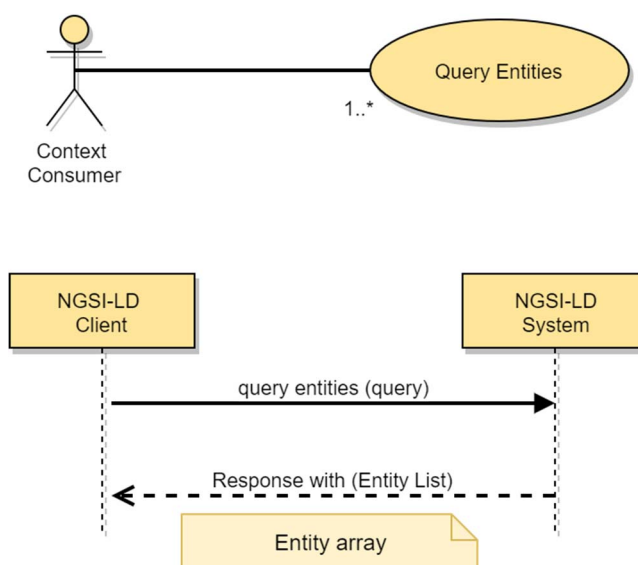 Query Entities
1..*
Context
Consumer
NGSI-LD
Client
NGSI-LD
System
query entities (query)
Response with (Entity List)
Entity array